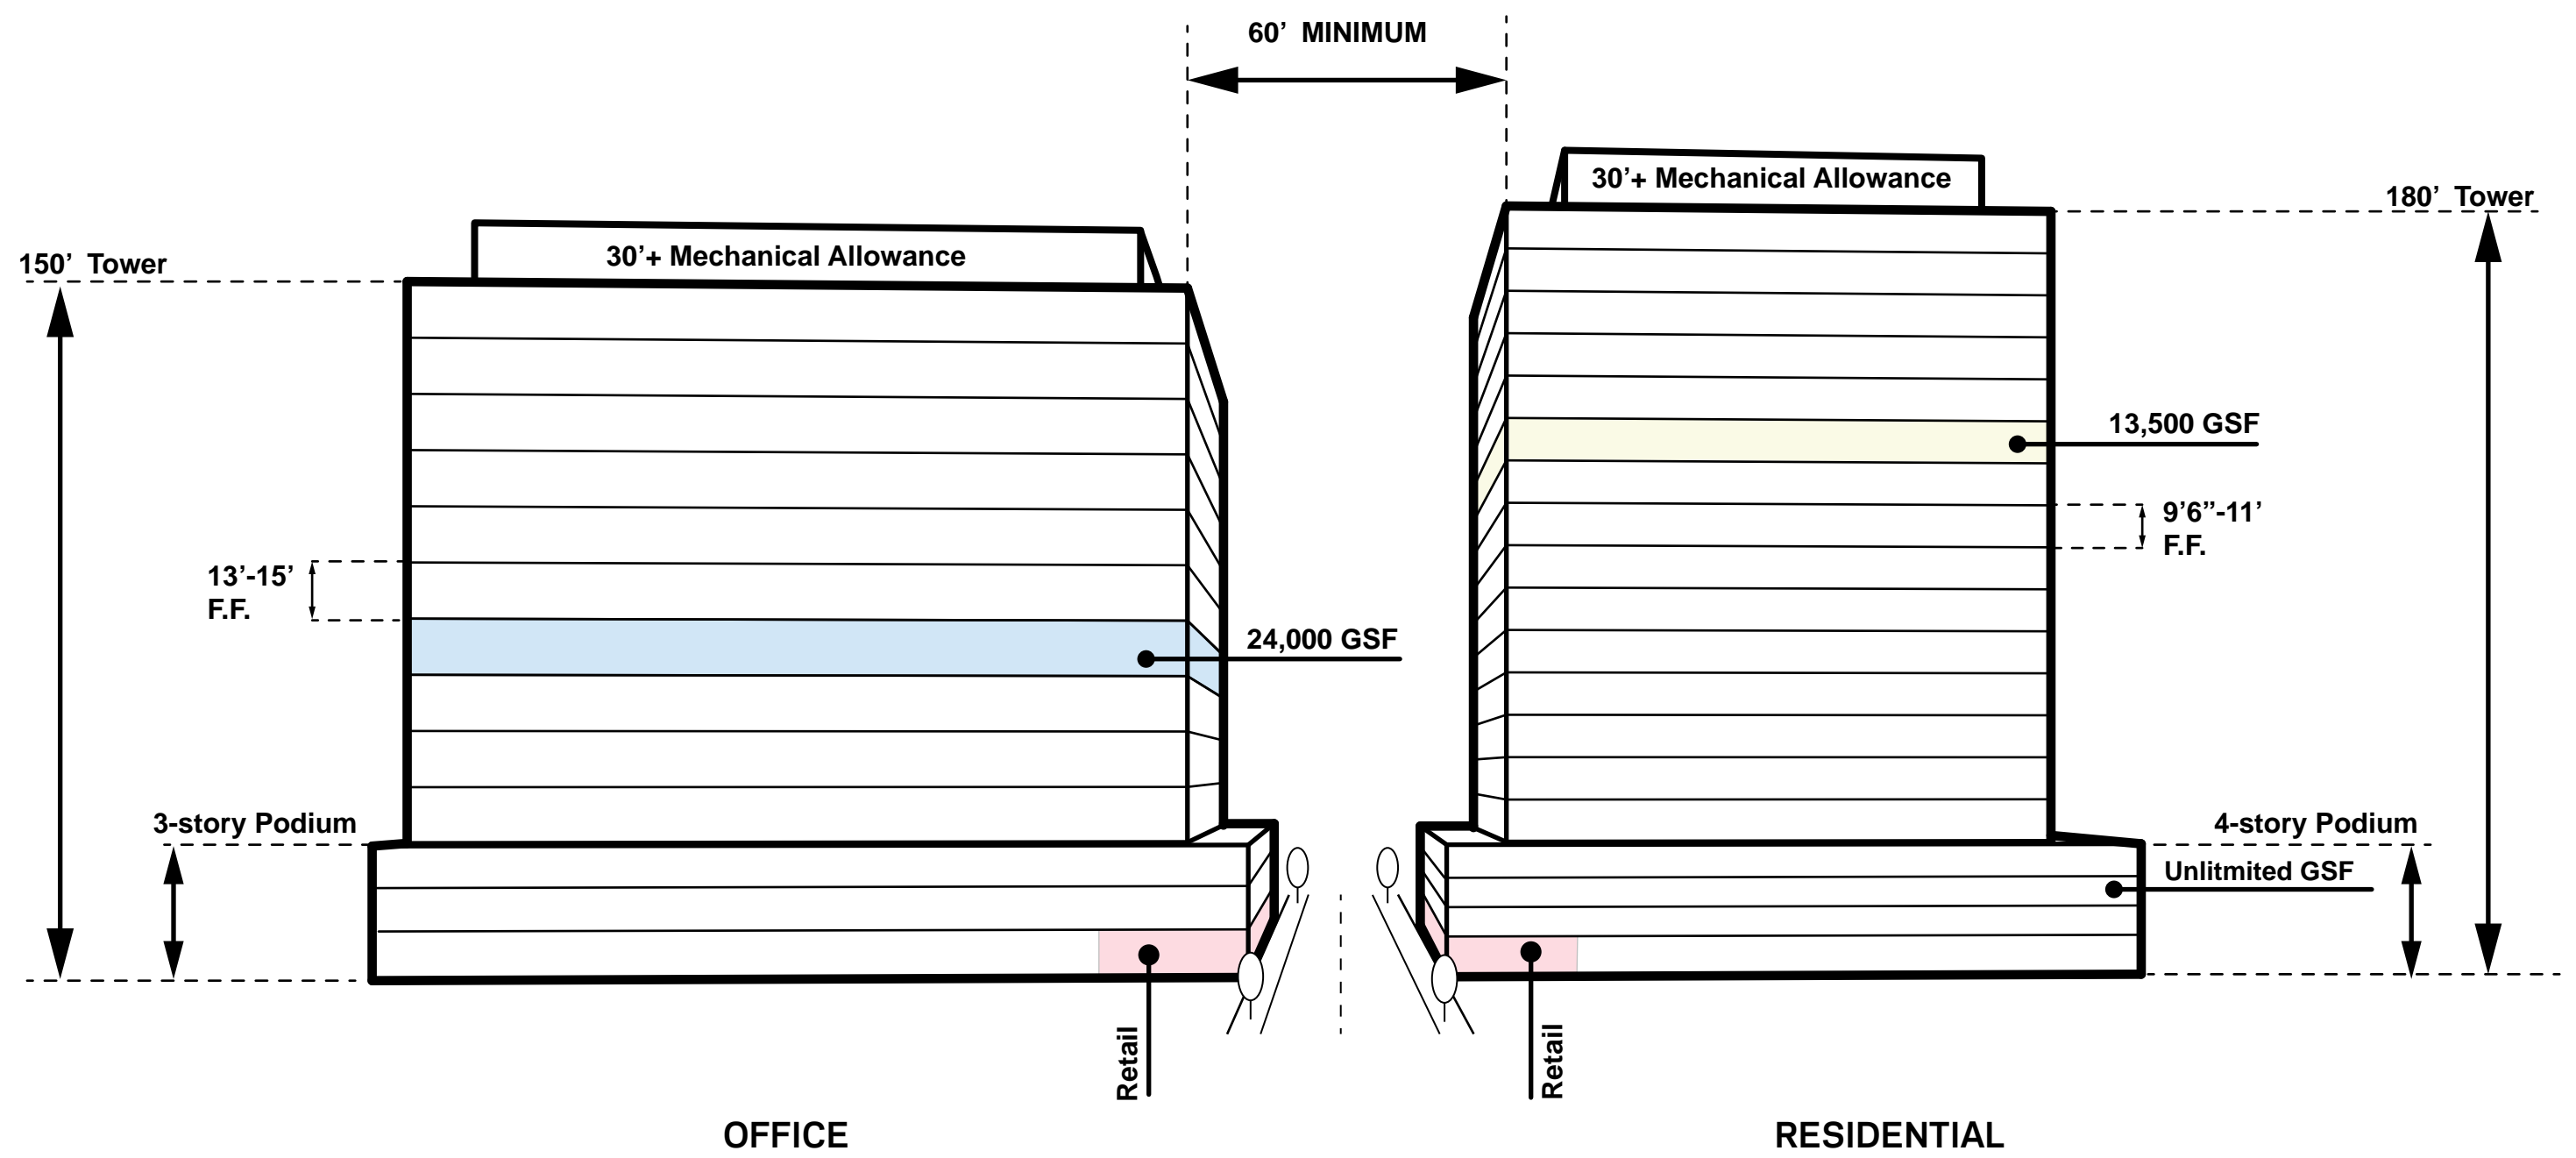 60’ MINIMUM
30’+ Mechanical Allowance
180’ Tower
30’+ Mechanical Allowance
150’ Tower
13,500 GSF
9’6”-11’
F.F.
13’-15’
F.F.
24,000 GSF
3-story Podium
4-story Podium
Unlitmited GSF
Retail
Retail
OFFICE
RESIDENTIAL